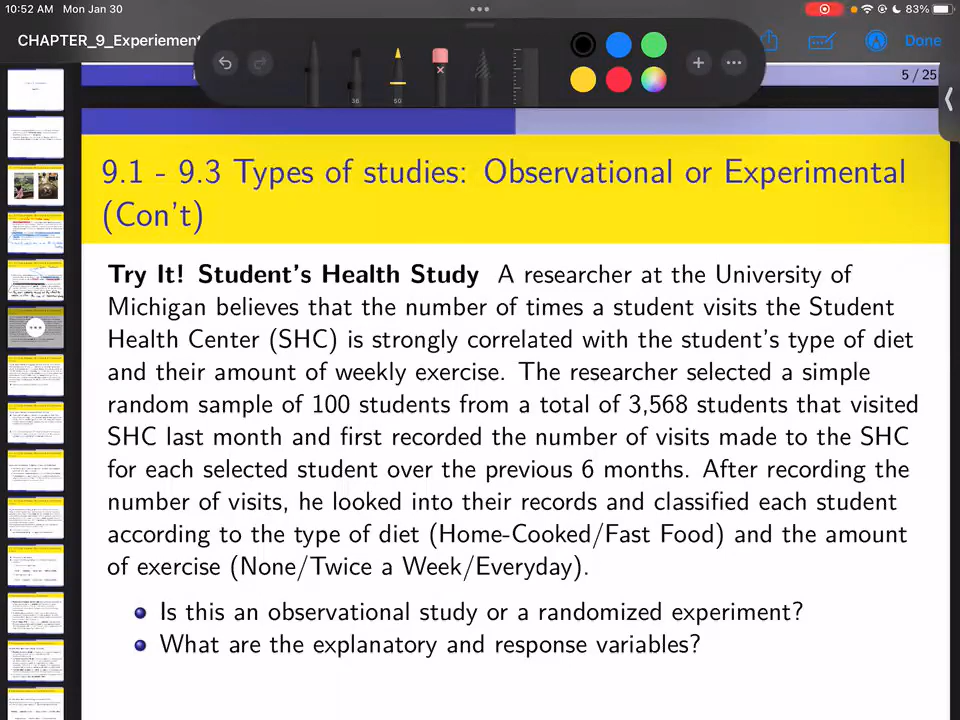 10:52 AM Mon Jan 30
83%
CHAPTER_9_Experiemen
Done
36
50
5 / 25
9.1 - 9.3 Types of studies: Observational or Experimental
(Con't)
Try It! Student's Health Study A researcher at the University of
Michigan believes that the number of times a student visits the Student
Health Center (SHC) is strongly correlated with the student's type of diet
and their amount of weekly exercise. The researcher selected a simple
random sample of 100 students from a total of 3,568 students that visited
SHC last month and first recorded the number of visits made to the SHC
for each selected student over the previous 6 months. After recording the
number of visits, he looked into their records and classified each student
according to the type of diet (Home-Cooked/Fast Food) and the amount
of exercise (None/Twice a Week/Everyday).
Is this an observational study or a randomized experiment?
What are the explanatory and response variables?